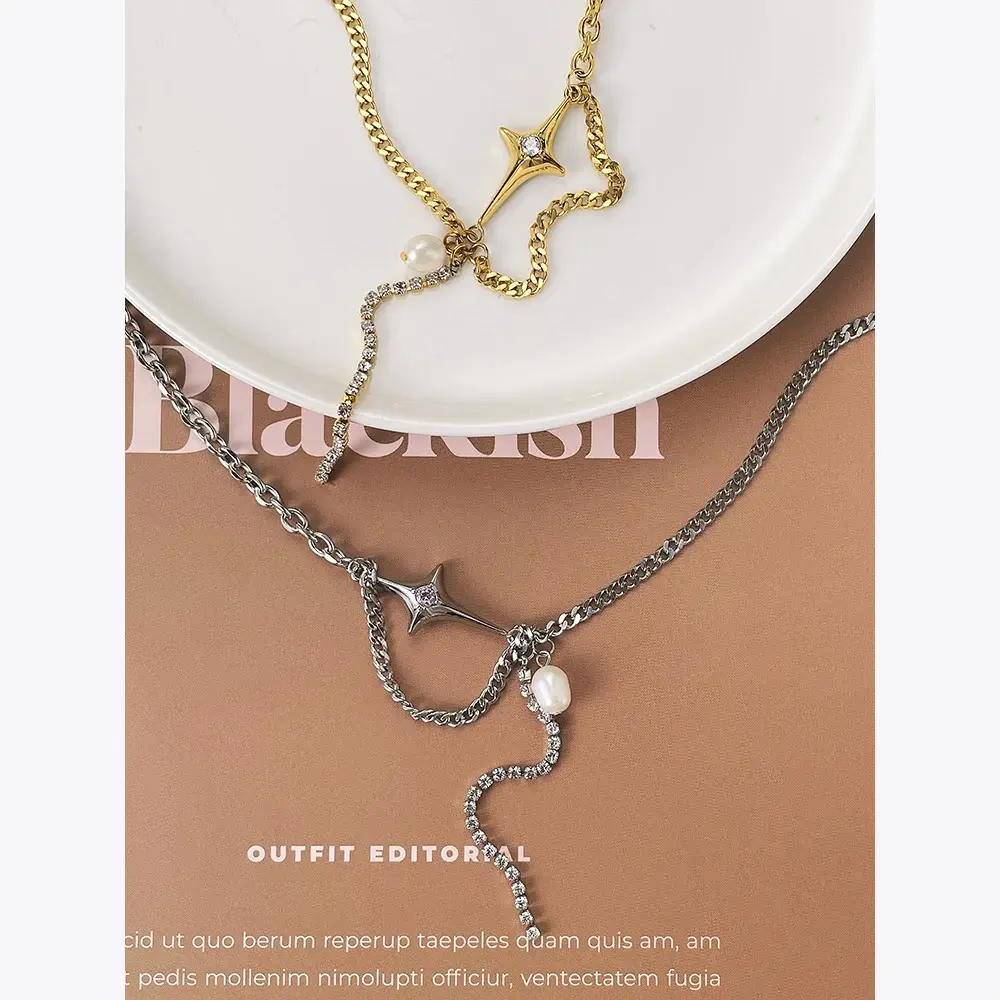 Blackish
OUTFIT EDITORIAL
cid ut quo berum reperup taepeles quam quis am, am
t pedis mollenim nimolupti officiur, ventectatem fugia